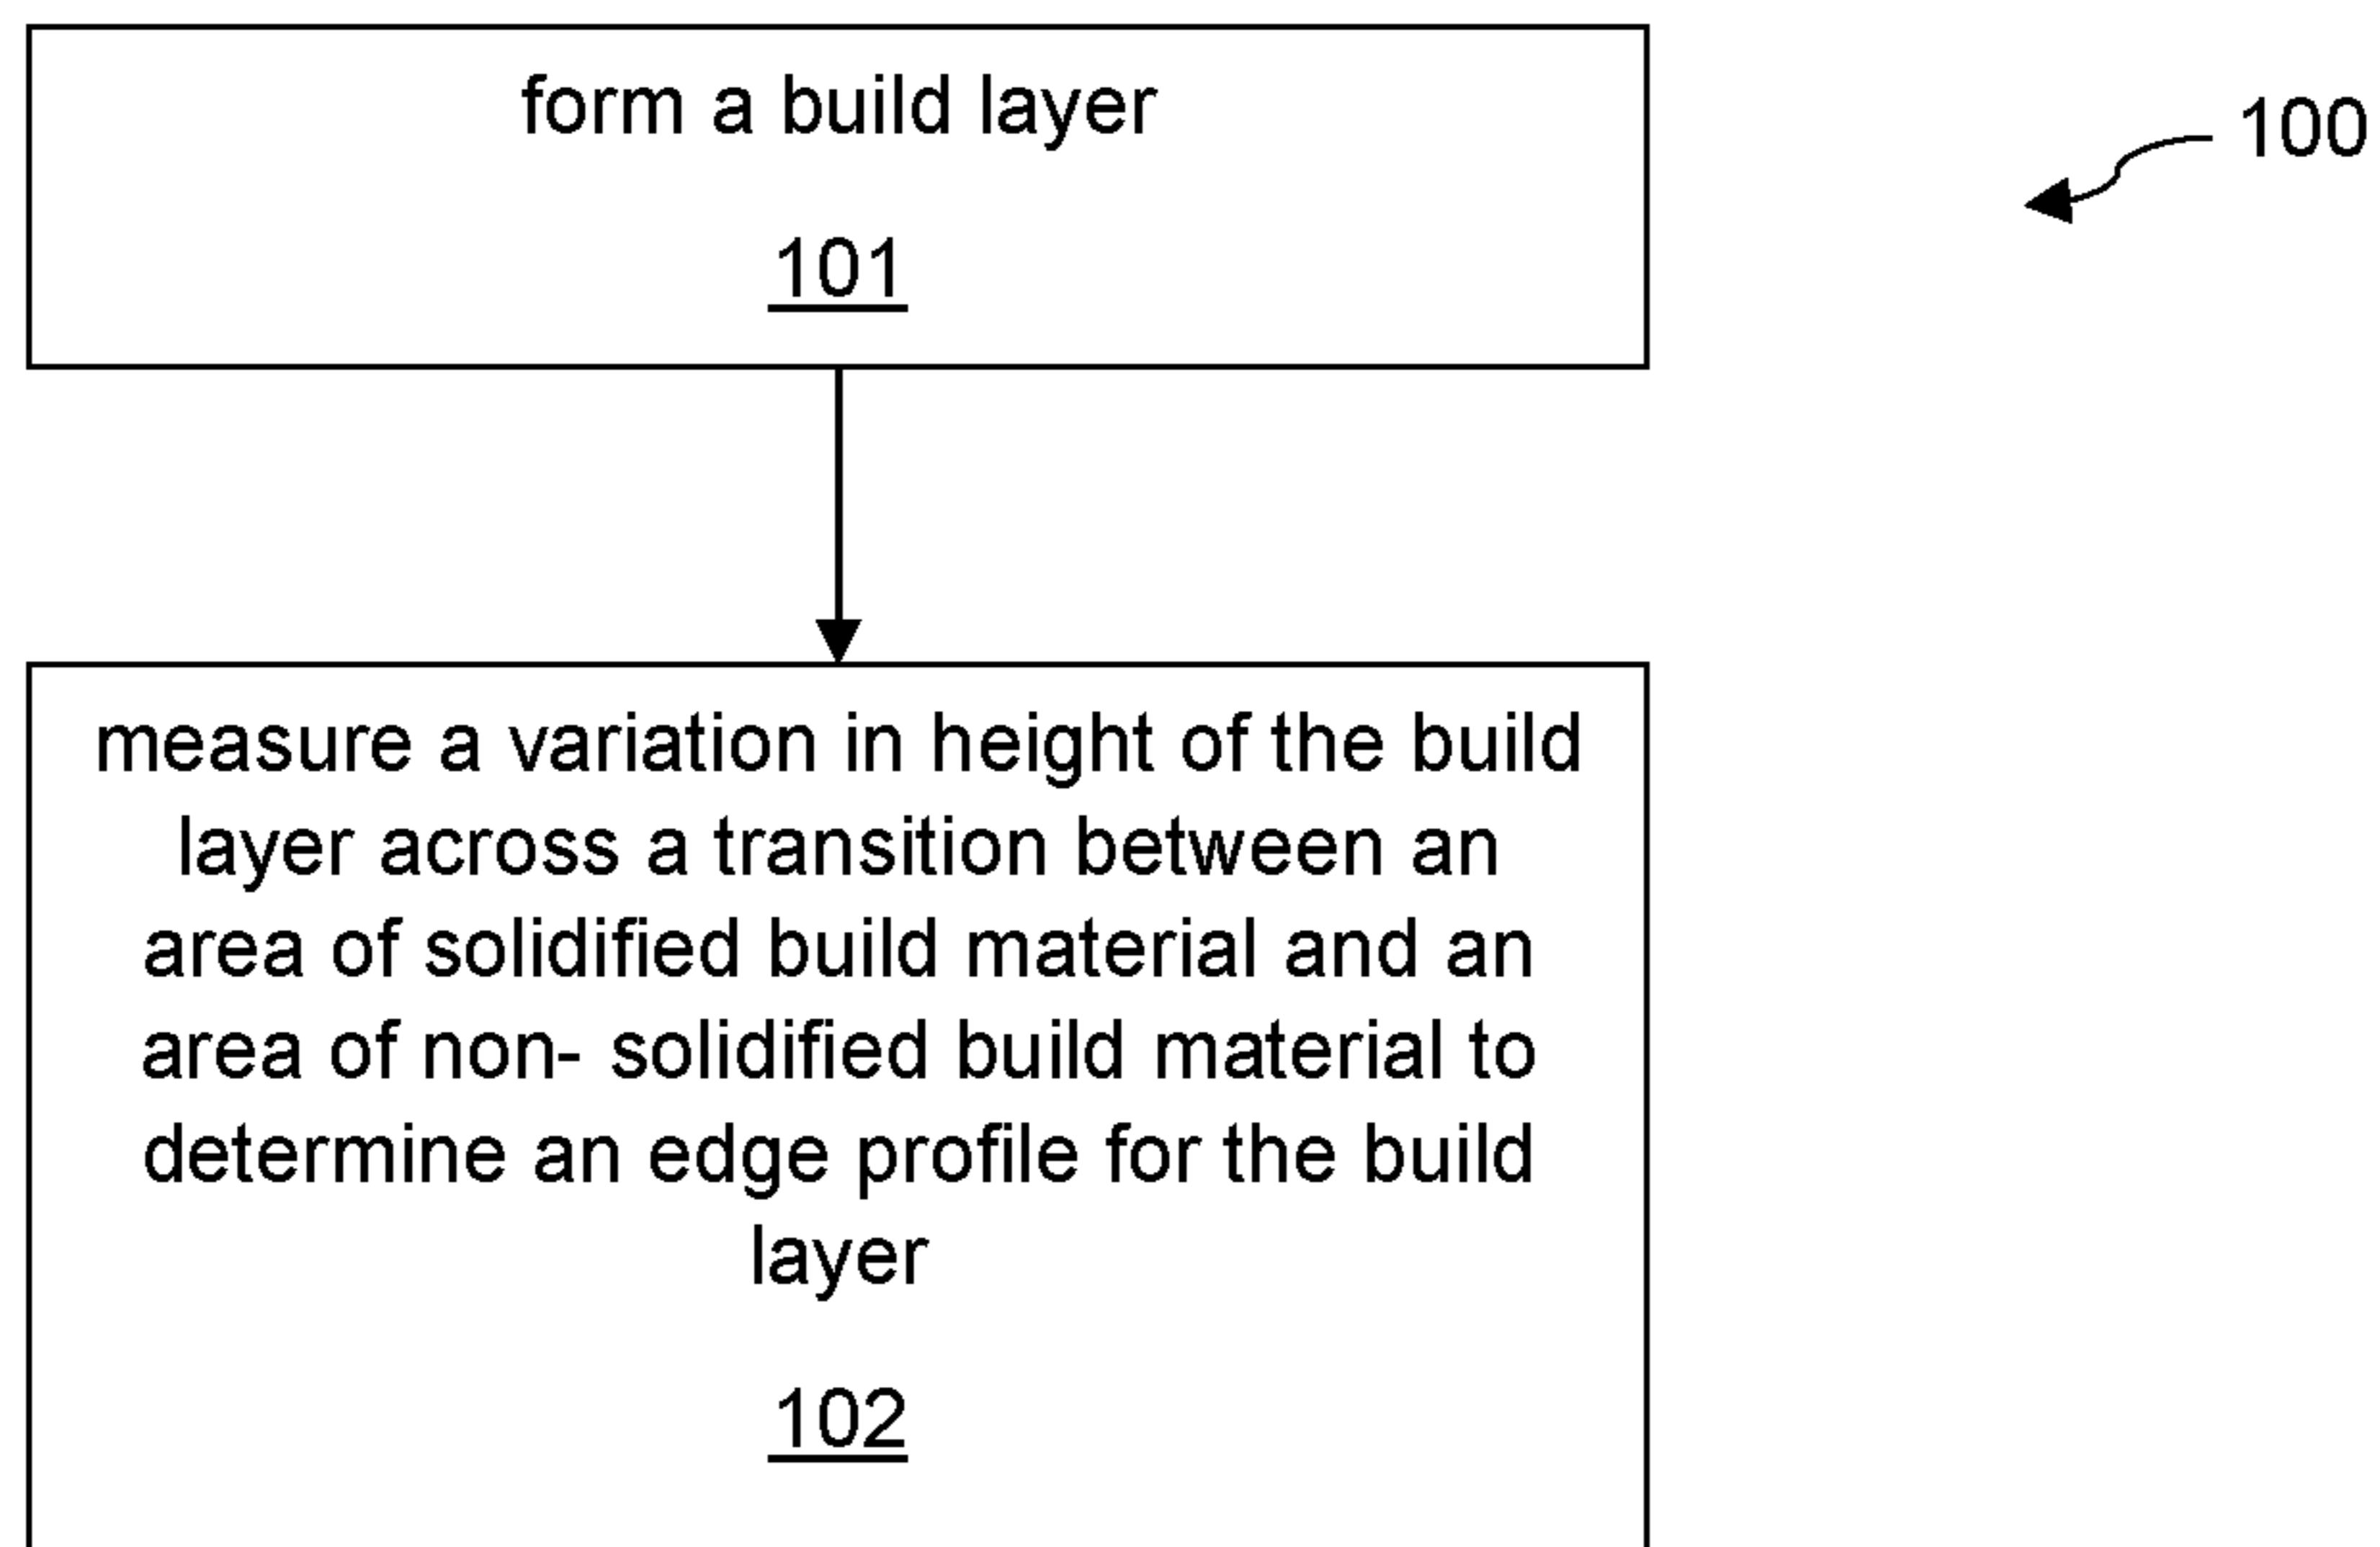 form a build layer
100
101
measure a variation in height of the build
layer across a transition between an
area of solidified build material and an
area of non- solidified build material to
determine an edge profile for the build
layer
102